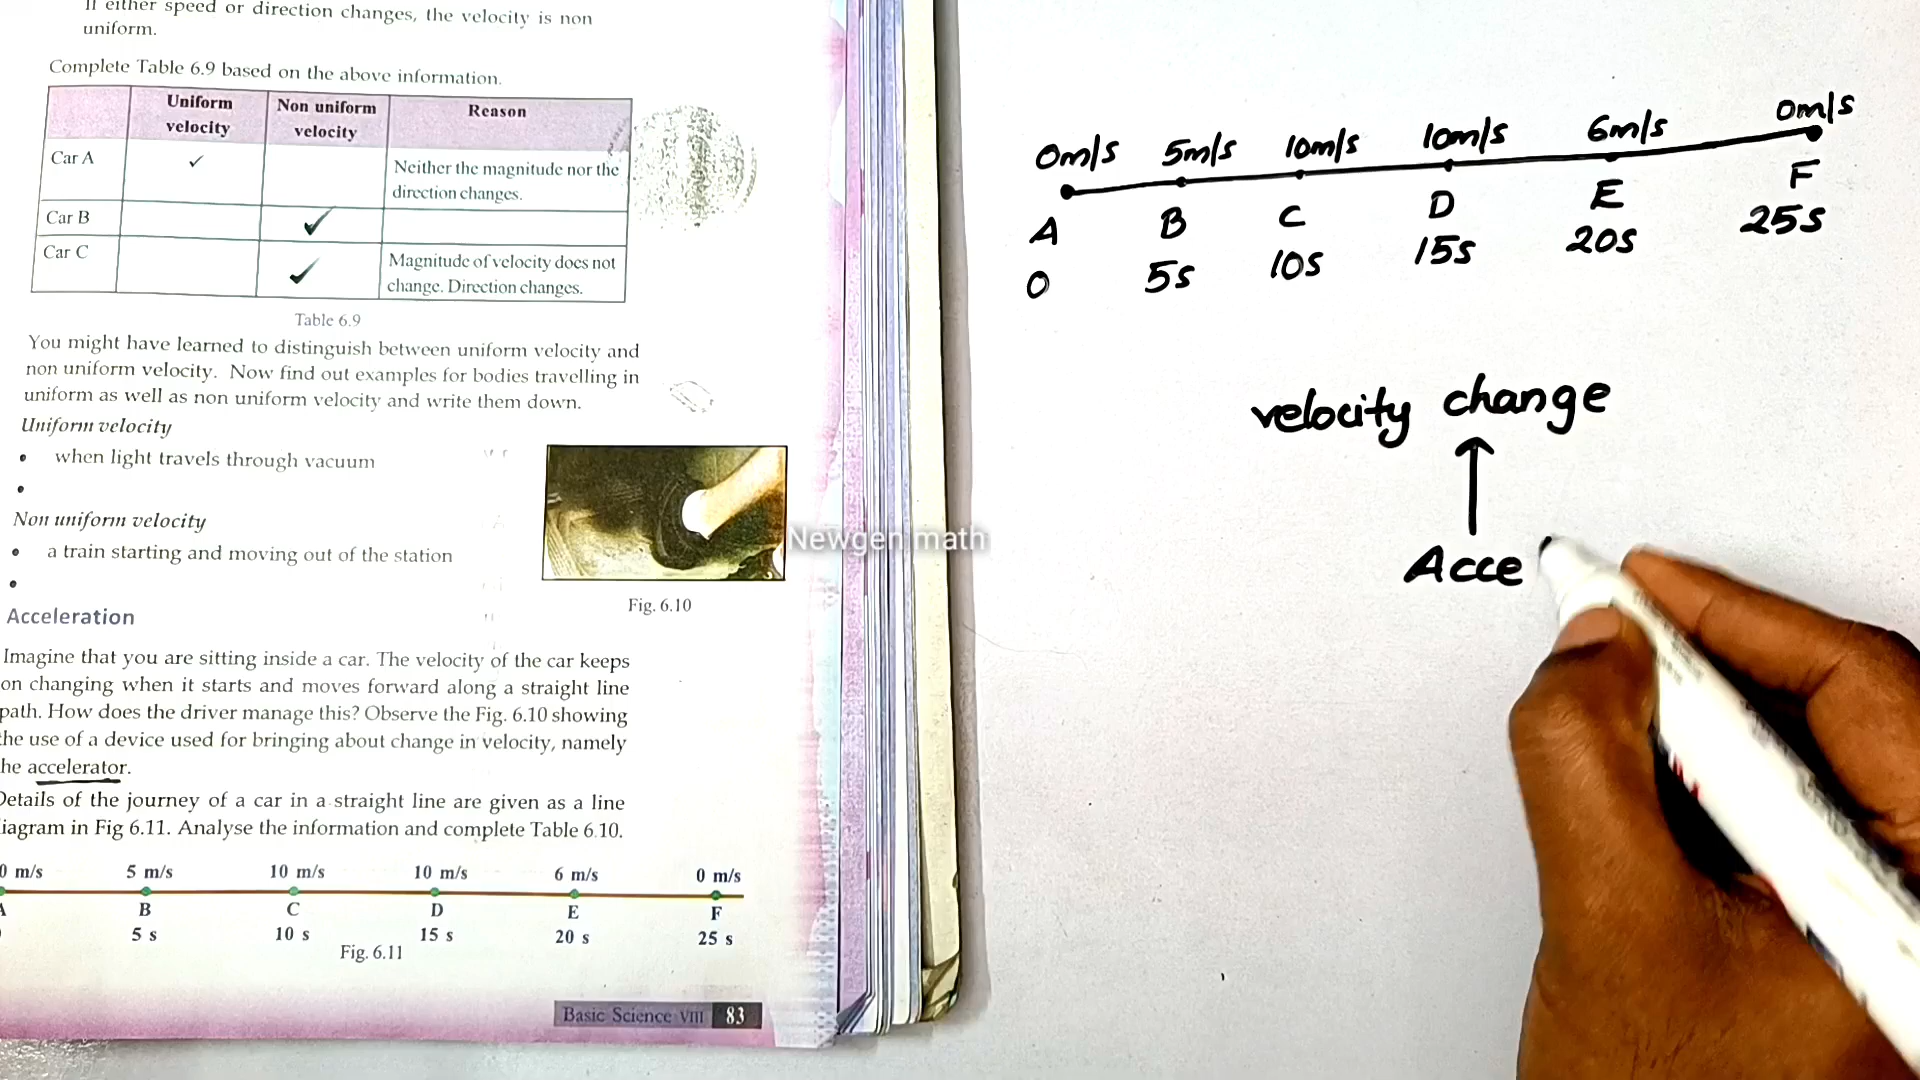 If either speed or direction changes, the velocity is non
uniform.
Complete Table 6.9 based on the above information.
Uniform velocity Non uniform velocity Reason
Car A ✓ Neither the magnitude nor the direction changes.
Car B ✓
Car C ✓ Magnitude of velocity does not change. Direction changes.
Table 6.9
You might have learned to distinguish between uniform velocity and
non uniform velocity. Now find out examples for bodies travelling in
uniform as well as non uniform velocity and write them down.
Uniform velocity
• when light travels through vacuum
•
Non uniform velocity
• a train starting and moving out of the station
•
Fig. 6.10
Acceleration
Imagine that you are sitting inside a car. The velocity of the car keeps
on changing when it starts and moves forward along a straight line
path. How does the driver manage this? Observe the Fig. 6.10 showing
the use of a device used for bringing about change in velocity, namely
he accelerator.
Details of the journey of a car in a straight line are given as a line
iagram in Fig 6.11. Analyse the information and complete Table 6.10.
0 m/s 5 m/s 10 m/s 10 m/s 6 m/s 0 m/s
A B C D E F
5 s 10 s 15 s 20 s 25 s
Fig. 6.11
Basic Science VIII 83
Newgen math
0m/s 5m/s 10m/s 10m/s 6m/s 0m/s
A B C D E F
0 5s 10s 15s 20s 25s
velocity change
Acce